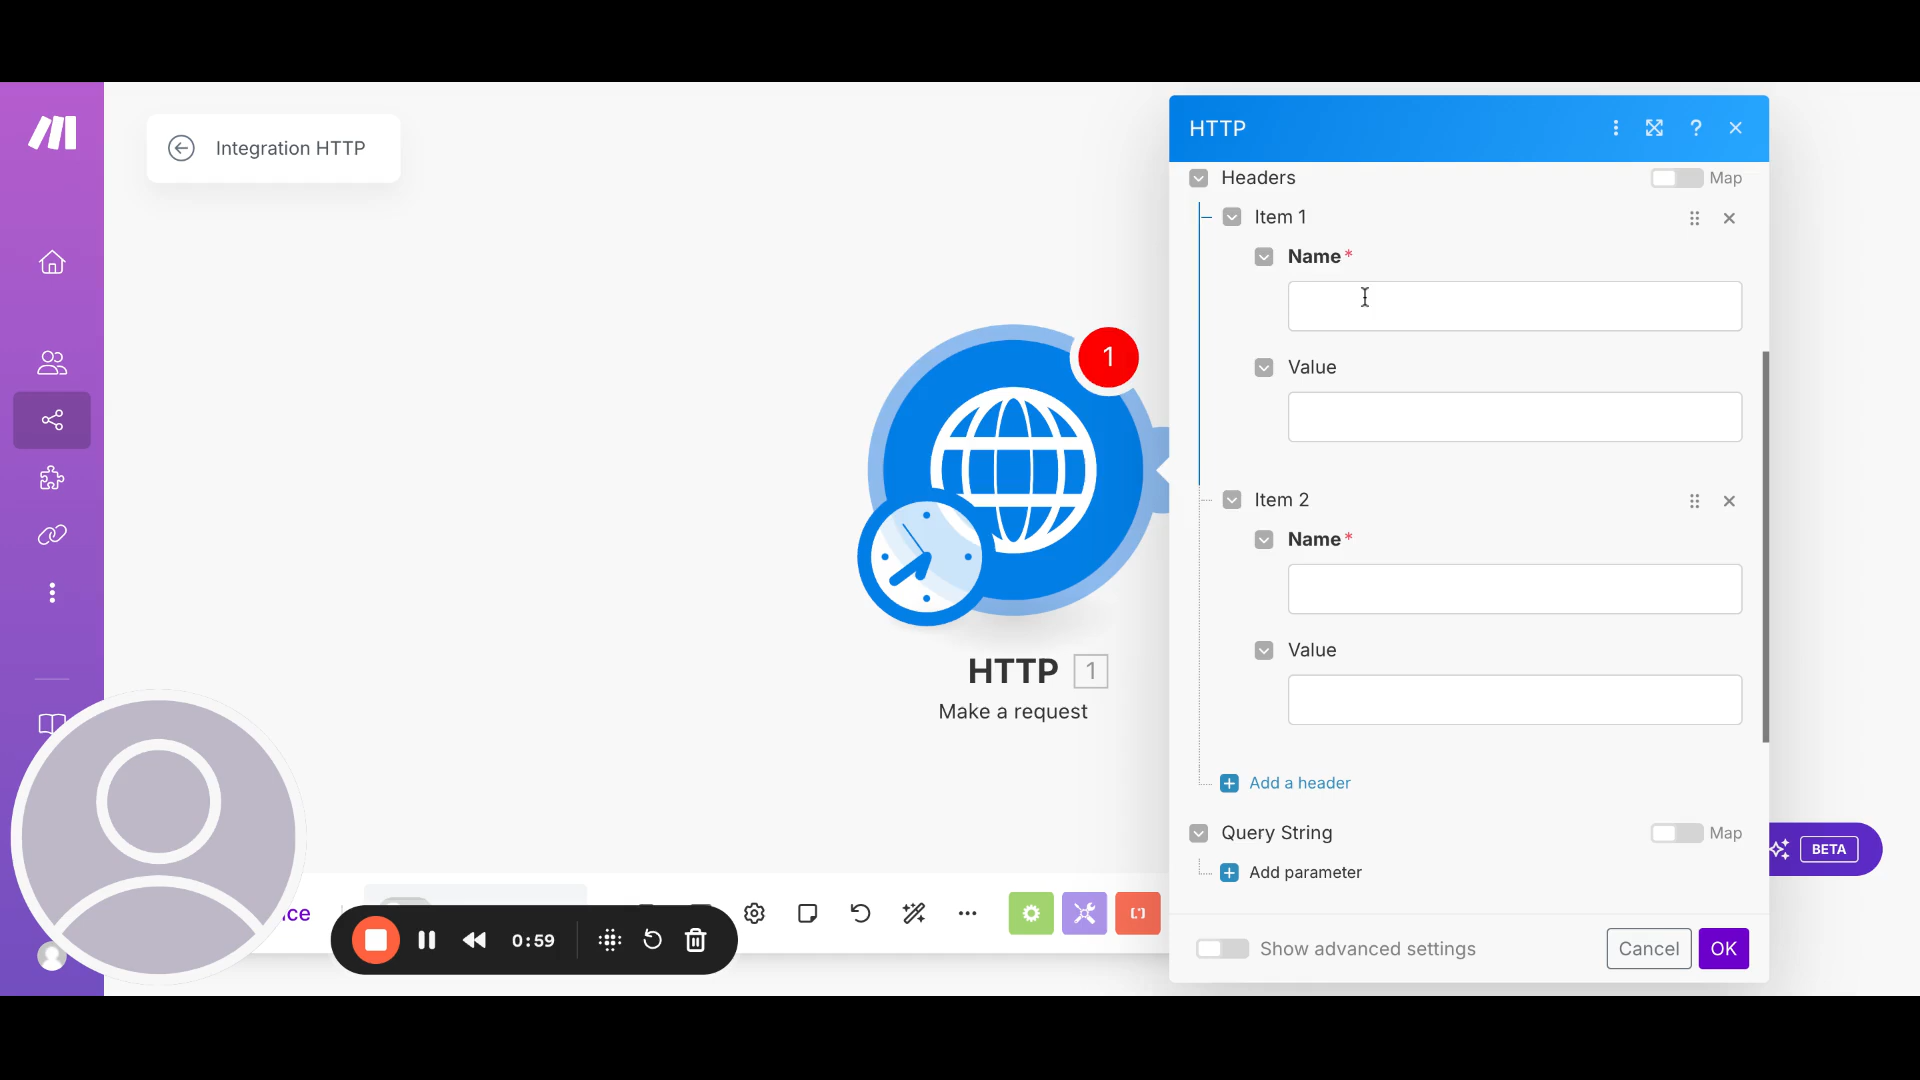 Integration HTTP
HTTP
?
Headers
Map
Item 1
Name*
Value
Item 2
Name*
Value
Add a header
Query String
Map
Add parameter
Show advanced settings
Cancel
OK
1
HTTP 1
Make a request
BETA
0:59